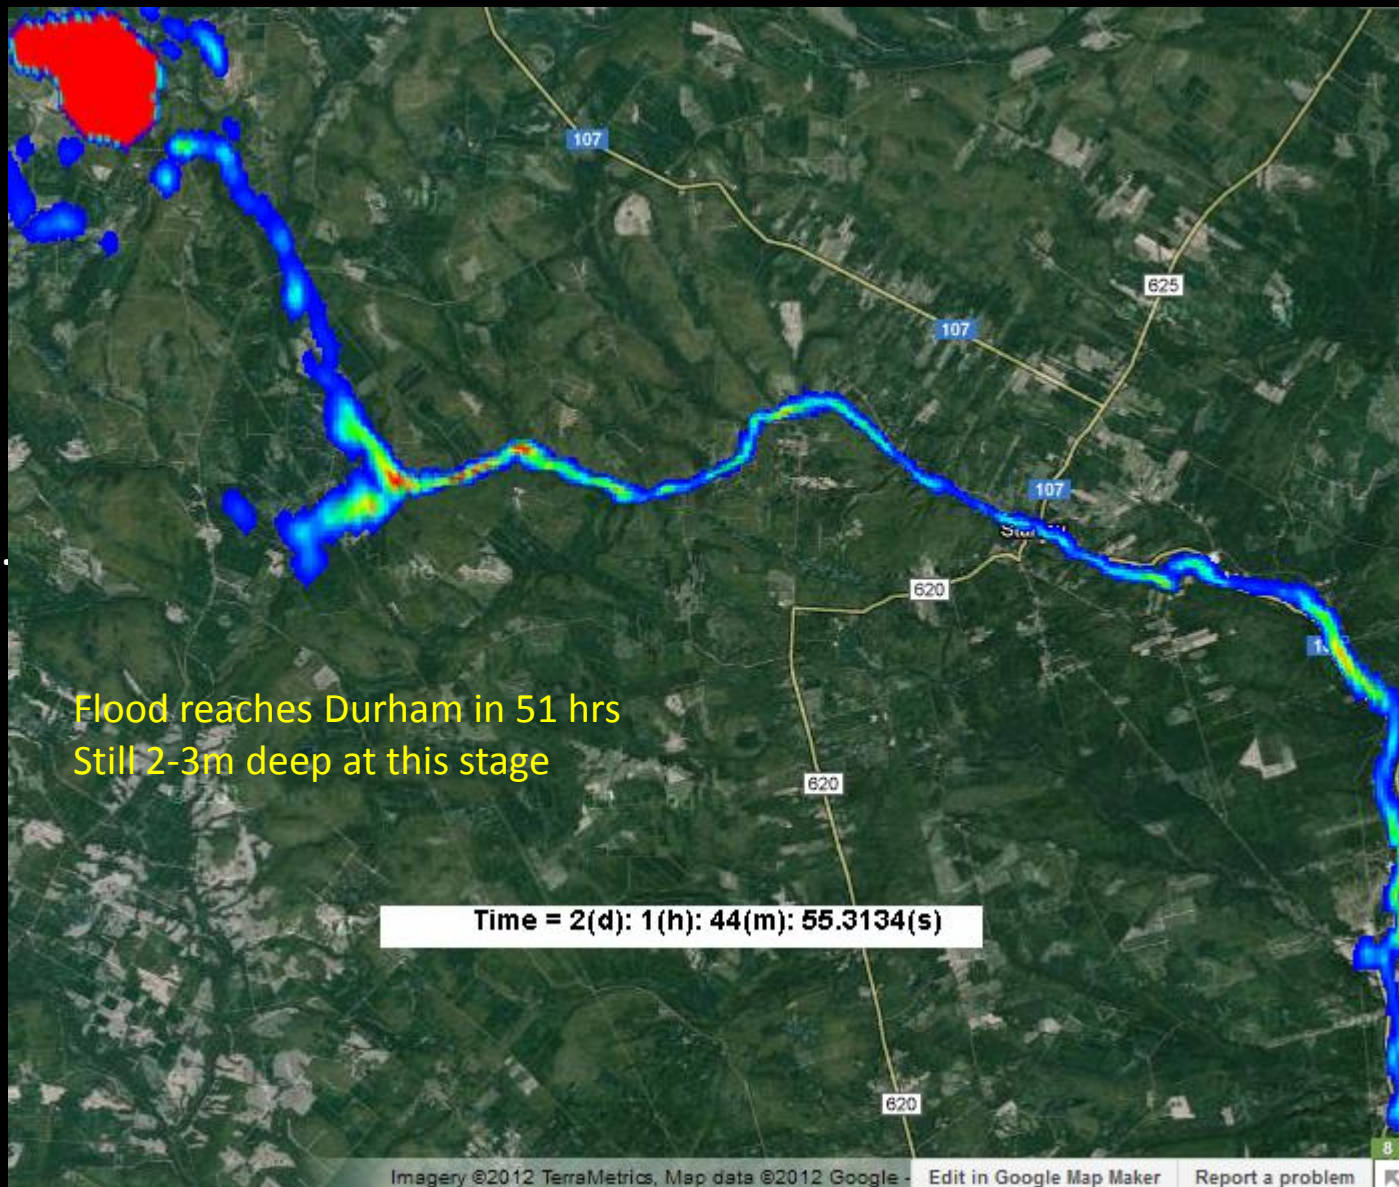 107
625
107
107
620
Flood reaches Durham in 51 hrs
Still 2-3m deep at this stage
620
Time = 2(d): 1(h): 44(m): 55.3134(s)
620
8
Imagery ©2012 TerraMetrics, Map data ©2012 Google - Edit in Google Map Maker Report a problem